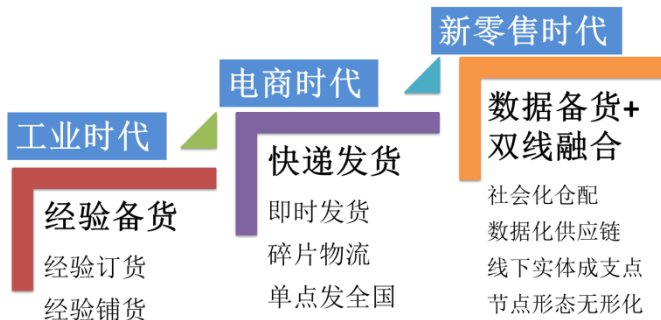 工业时代
经验备货
经验订货
经验铺货
电商时代
快递发货
即时发货
碎片物流
单点发全国
新零售时代
数据备货+
双线融合
社会化仓配
数据化供应链
线下实体成支点
节点形态无形化